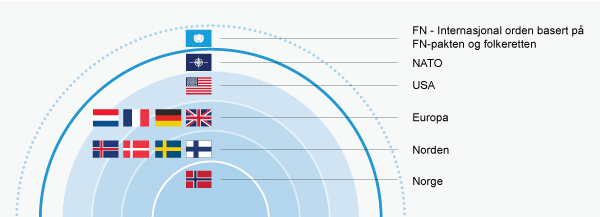 FN - Internasjonal orden basert på
FN-pakten og folkeretten
NATO
USA
Europa
Norden
Norge